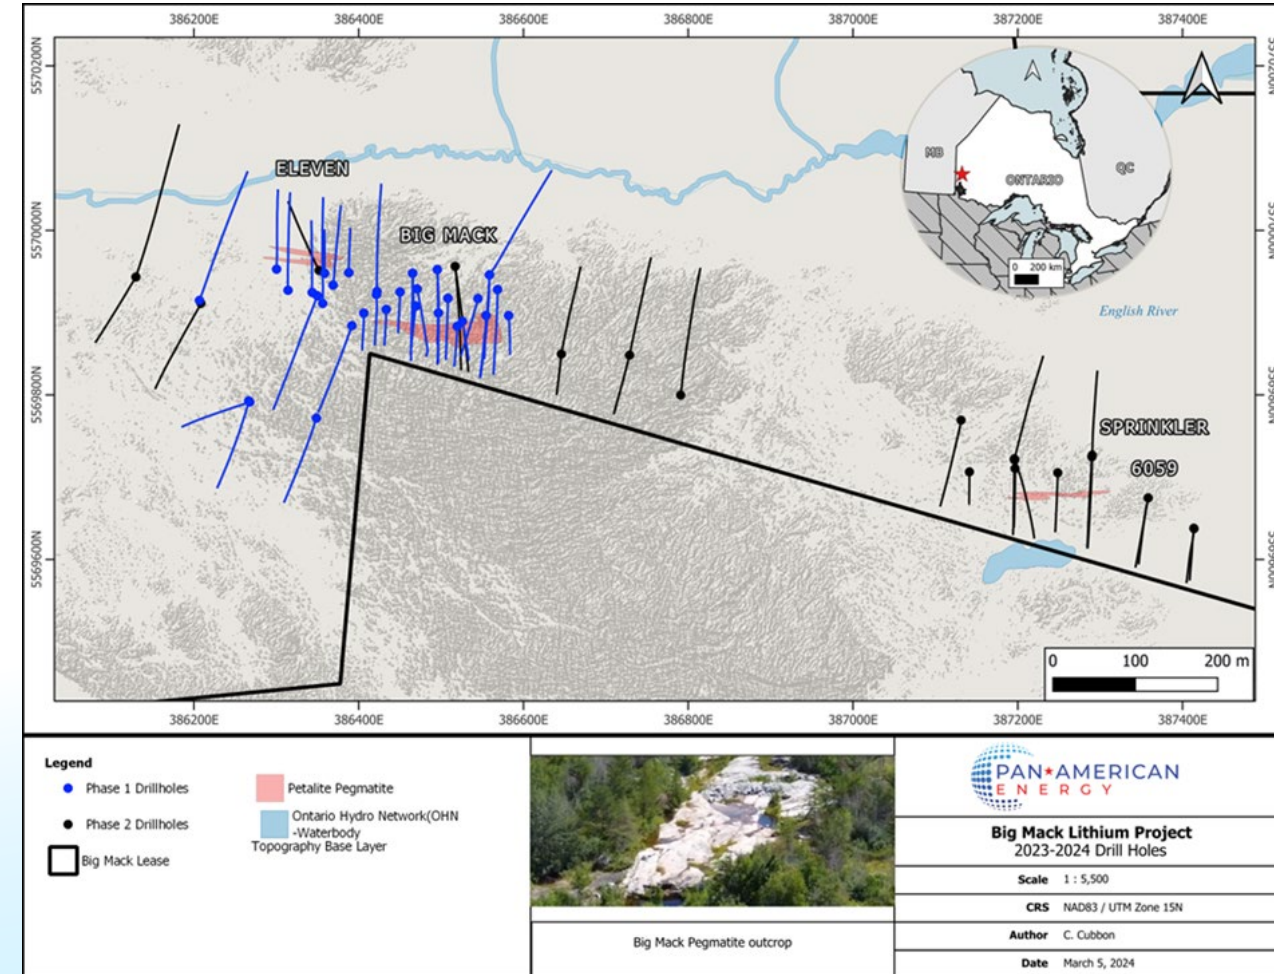 386200E 386400E 386600E 386800E 387000E 387200E 387400E
5570200N
5570200N
5570000N
5570000N
5569800N
5569800N
5569600N
5569600N
ELEVEN
BIG MACK
SPRINKLER
6059
MB
ONTARIO
QC
0 200 km
English River
0 100 200 m
386200E 386400E 386600E 386800E 387000E 387200E 387400E
Legend
Phase 1 Drillholes
Phase 2 Drillholes
Big Mack Lease
Petalite Pegmatite
Ontario Hydro Network(OHN
-Waterbody
Topography Base Layer
Big Mack Pegmatite outcrop
PAN★AMERICAN
ENERGY
Big Mack Lithium Project
2023-2024 Drill Holes
Scale 1 : 5,500
CRS NAD83 / UTM Zone 15N
Author C. Cubbon
Date March 5, 2024